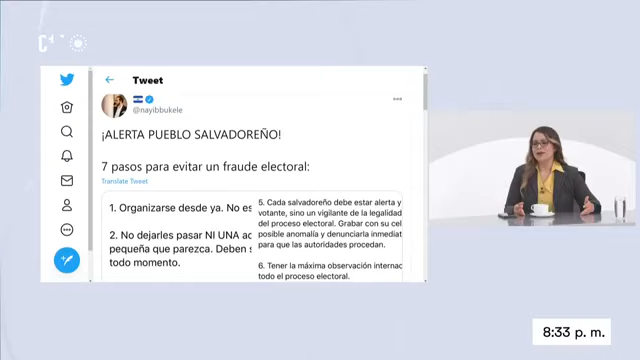 Tweet
@nayibbukele
¡ALERTA PUEBLO SALVADOREÑO!
7 pasos para evitar un fraude electoral:
Translate Tweet
1. Organizarse desde ya. No es
2. No dejarles pasar NI UNA
pequeña que parezca. Deben
todo momento.
5. Cada salvadoreño debe estar alerta y
votante, sino un vigilante de la legalidad
del proceso electoral. Grabar con su cel
posible anomalía y denunciarla inmediat
para que las autoridades procedan.
6. Tener la máxima observación internac
todo el proceso electoral.
8:33 p. m.